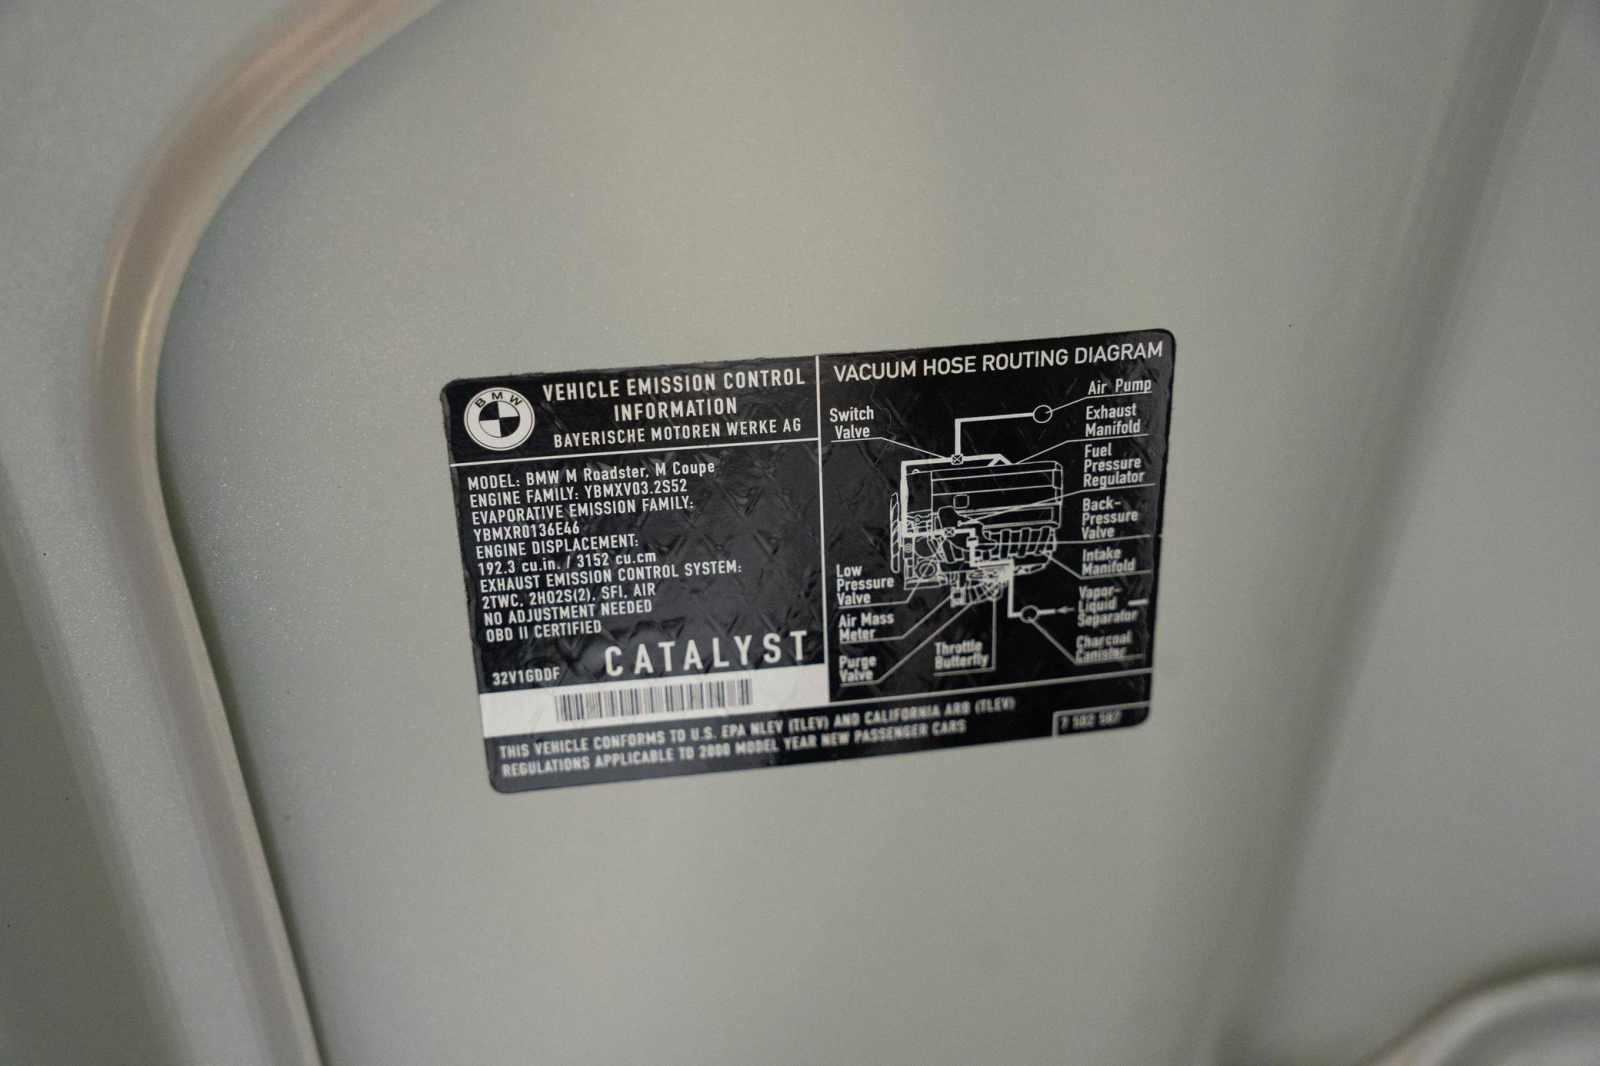 BMW
VEHICLE EMISSION CONTROL
INFORMATION
BAYERISCHE MOTOREN WERKE AG
MODEL: BMW M Roadster, M Coupe
ENGINE FAMILY: YBMXV03.2S52
EVAPORATIVE EMISSION FAMILY:
YBMXR0136E46
ENGINE DISPLACEMENT:
192.3 cu.in. / 3152 cu.cm
EXHAUST EMISSION CONTROL SYSTEM:
2TWC, 2HO2S(2), SFI, AIR
NO ADJUSTMENT NEEDED
OBD II CERTIFIED
CATALYST
32V1GDDF
VACUUM HOSE ROUTING DIAGRAM
Air Pump
Switch
Valve
Exhaust
Manifold
Fuel
Pressure
Regulator
Back-
Pressure
Valve
Intake
Manifold
Low
Pressure
Valve
Vapor-
Liquid
Separator
Air Mass
Meter
Charcoal
Canister
Throttle
Butterfly
Purge
Valve
THIS VEHICLE CONFORMS TO U.S. EPA NLEV (TLEV) AND CALIFORNIA ARB (TLEV)
REGULATIONS APPLICABLE TO 2000 MODEL YEAR NEW PASSENGER CARS
7 502 587